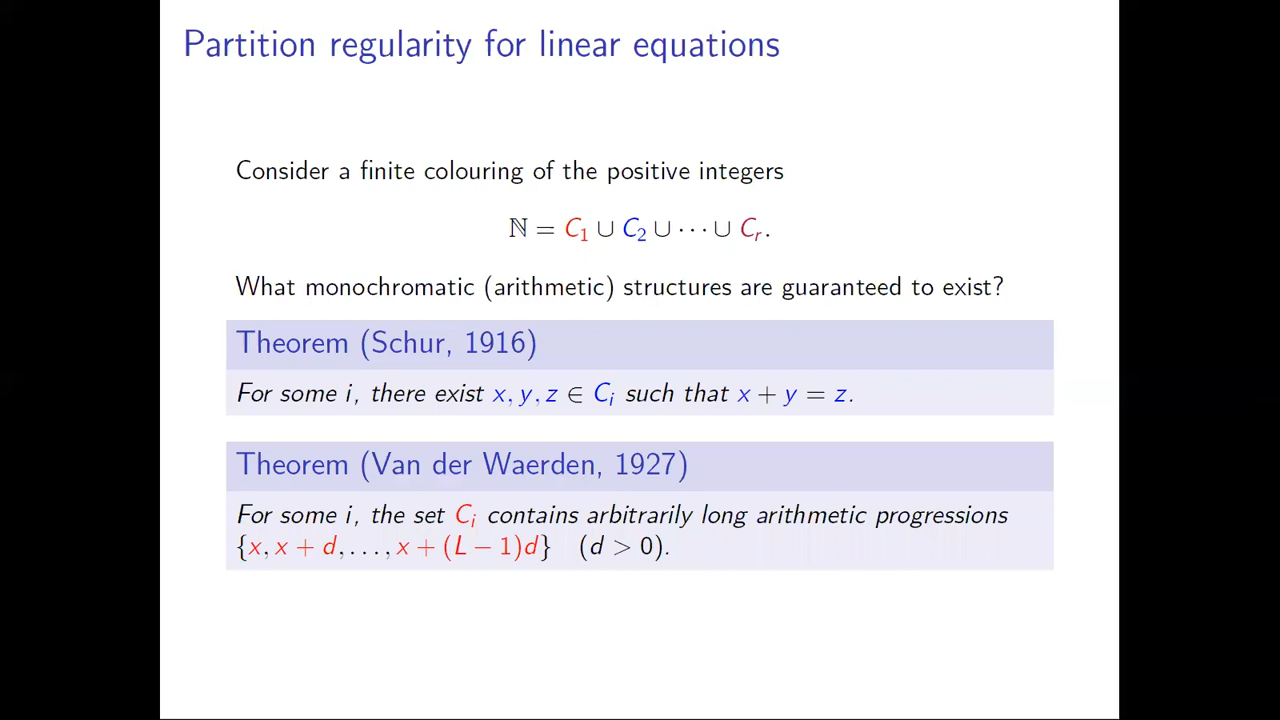 Partition regularity for linear equations
Consider a finite colouring of the positive integers
ℕ = C₁ ∪ C₂ ∪ ⋯ ∪ Cᵣ.
What monochromatic (arithmetic) structures are guaranteed to exist?
Theorem (Schur, 1916)
For some i, there exist x, y, z ∈ Cᵢ such that x + y = z.
Theorem (Van der Waerden, 1927)
For some i, the set Cᵢ contains arbitrarily long arithmetic progressions
{x, x + d, . . . , x + (L − 1)d} (d > 0).